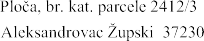 Ploča, br. kat. parcele 2412/3
Aleksandrovac Župski  37230